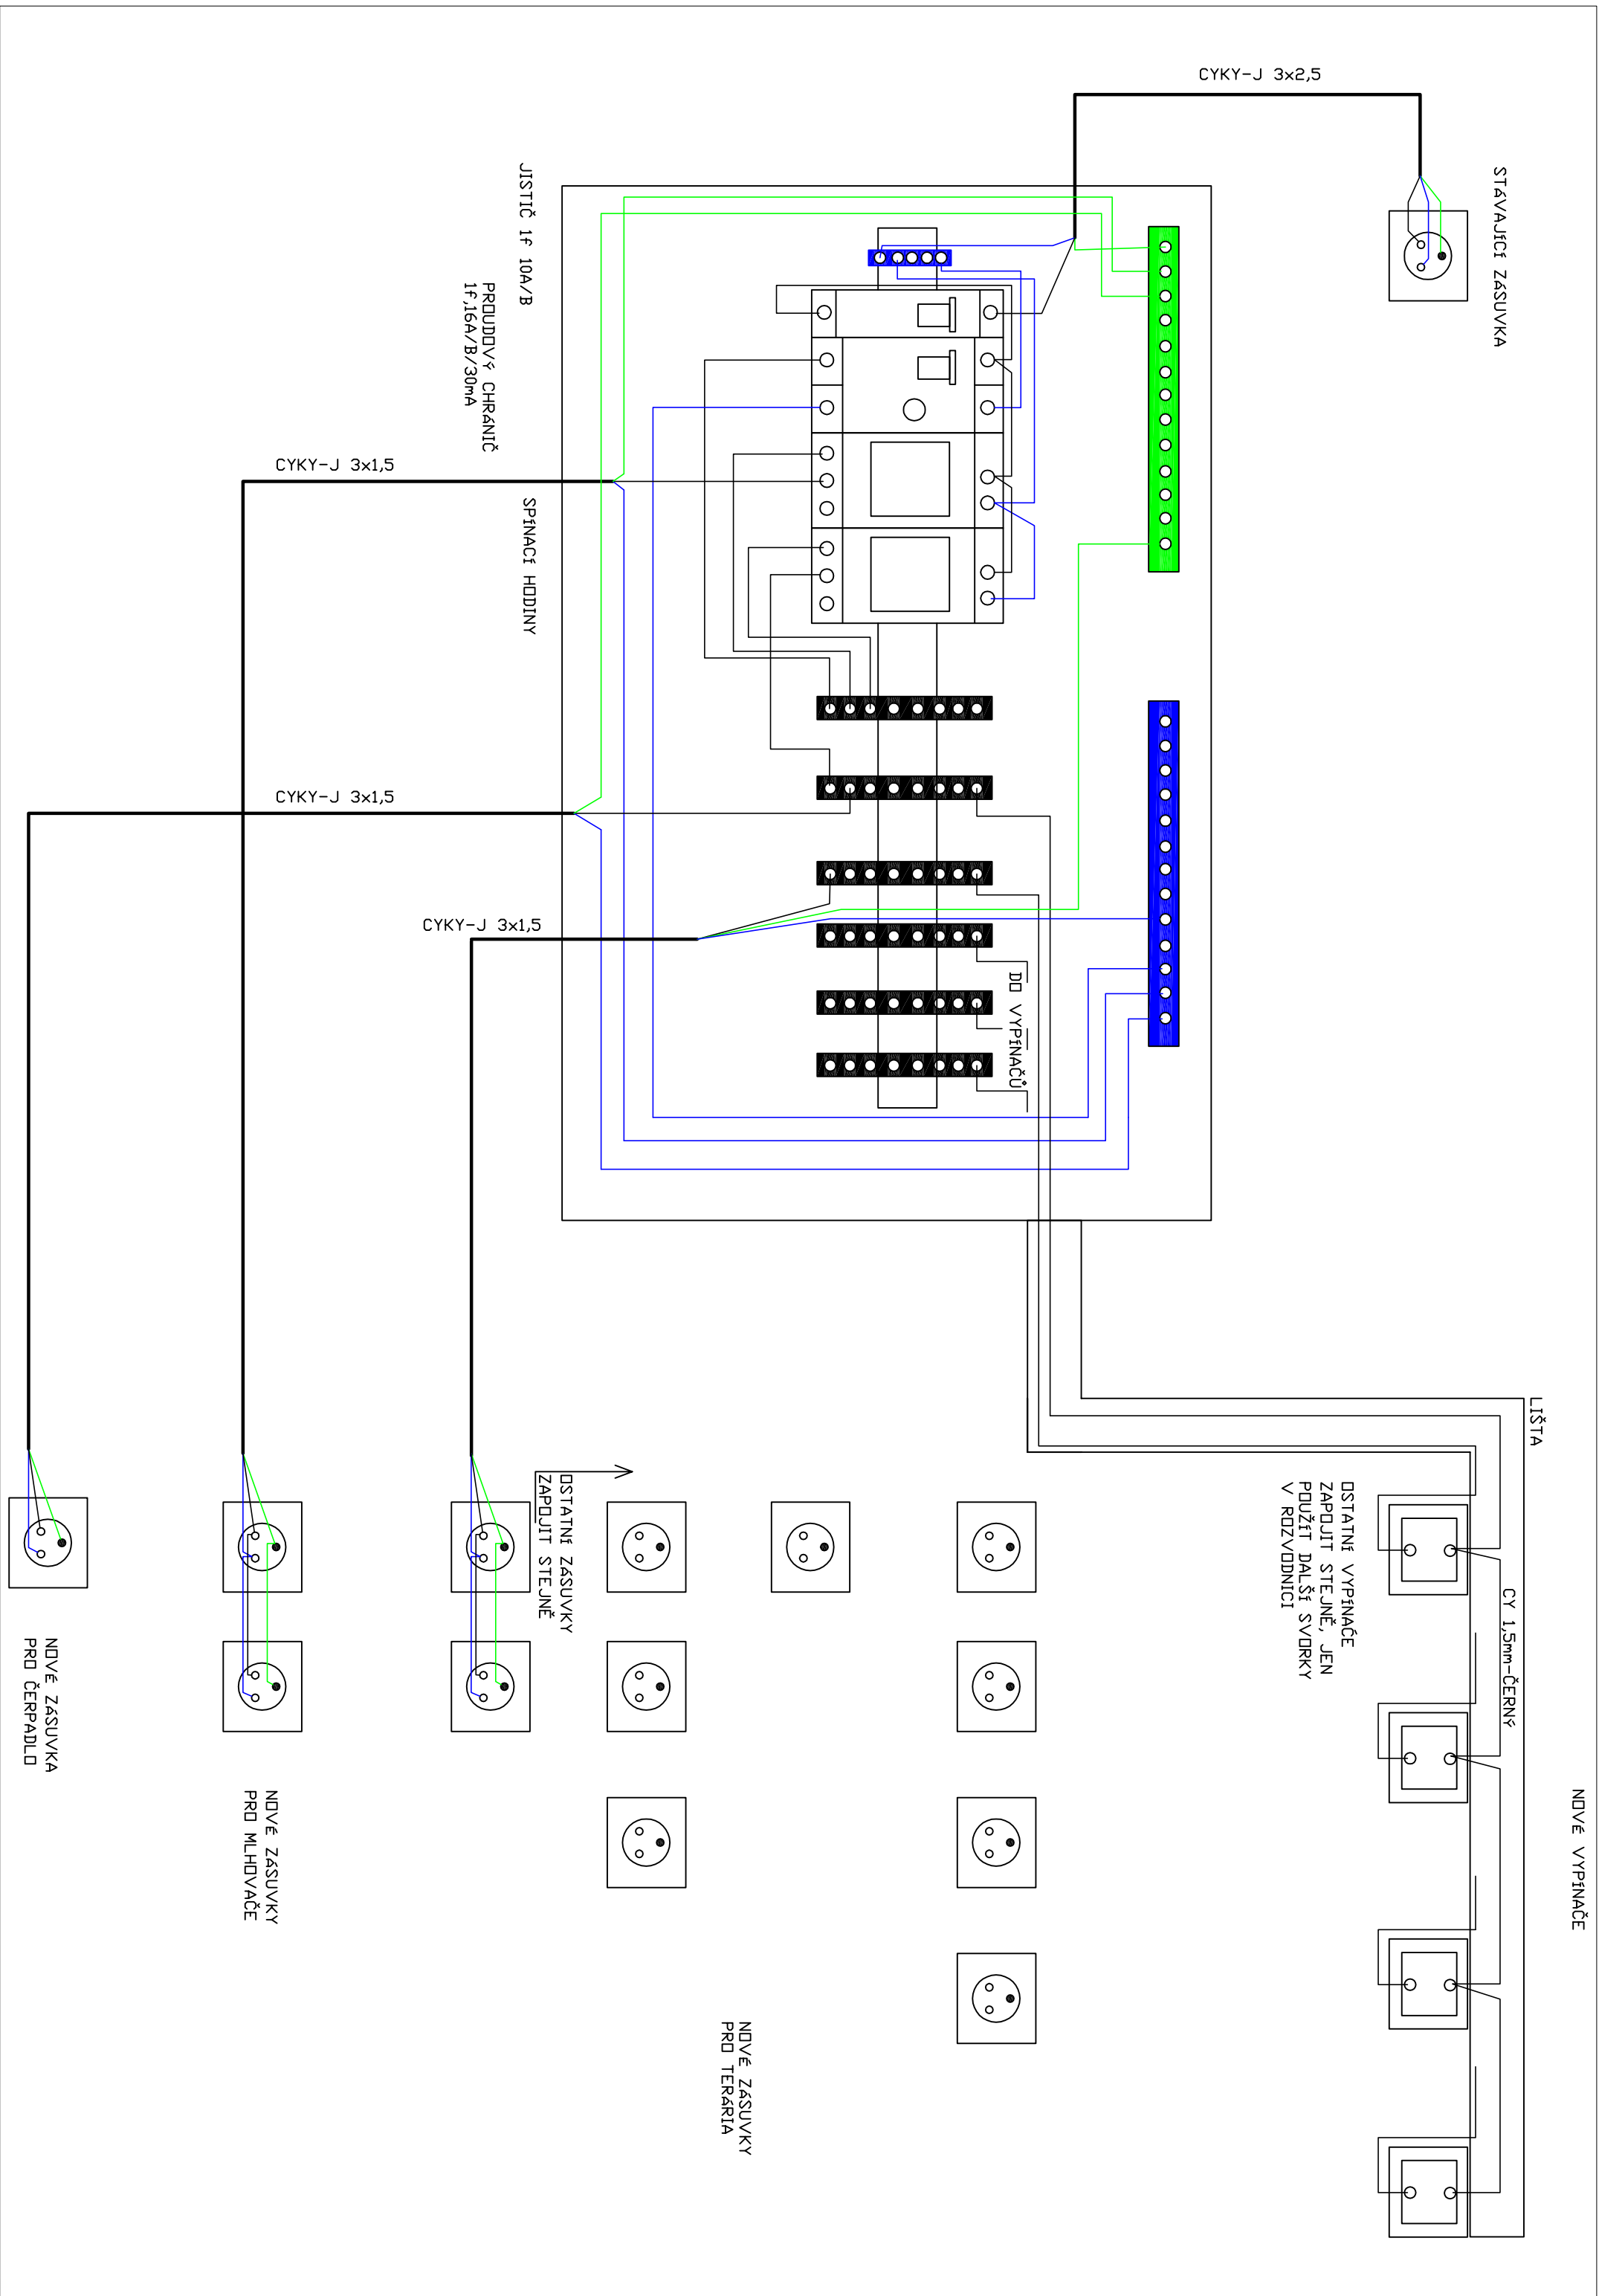 STÁVAJÍCÍ ZÁSUVKA
CYKY-J 3x2,5
JISTIČ 1f 10A/B
PROUDOVÝ CHRÁNIČ
1f,16A/B/30mA
SPÍNACÍ HODINY
CYKY-J 3x1,5
CYKY-J 3x1,5
CYKY-J 3x1,5
DO VYPÍNAČŮ
LIŠTA
NOVÉ VYPÍNAČE
CY 1,5mm-ČERNÝ
OSTATNÍ VYPÍNAČE
ZAPOJIT STEJNĚ, JEN
POUŽÍT DALŠÍ SVORKY
V ROZVODNICI
OSTATNÍ ZÁSUVKY
ZAPOJIT STEJNĚ
NOVÉ ZÁSUVKY
PRO TERÁRIA
NOVÉ ZÁSUVKY
PRO MLHOVAČE
NOVÉ ZÁSUVKA
PRO ČERPADLO